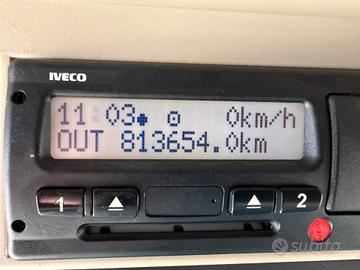 IVECO
11:03 0km/h
OUT 813654.0km
1 2
subito